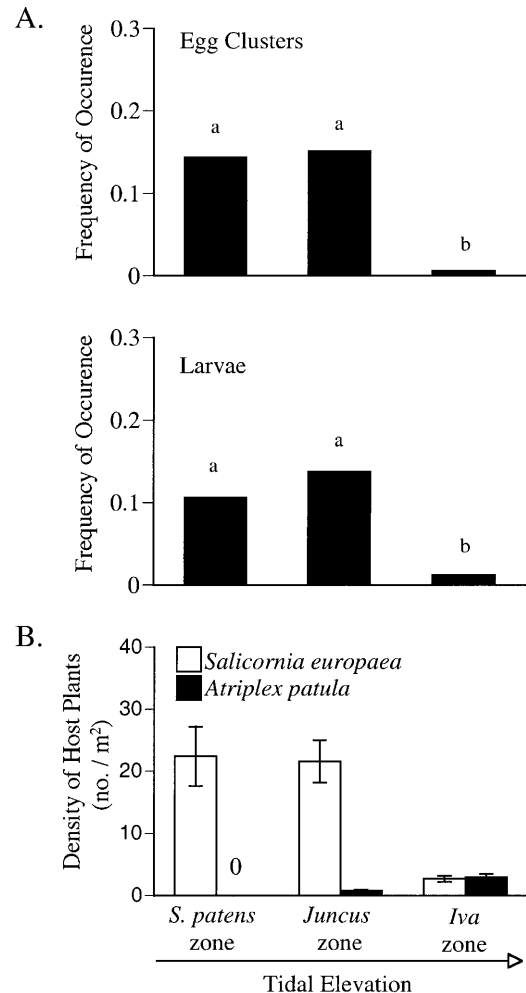 A.
Egg Clusters
Frequency of Occurence
0.3
0.2
0.1
0
a
a
b
Larvae
Frequency of Occurence
0.3
0.2
0.1
0
a
a
b
B.
Salicornia europaea
Atriplex patula
Density of Host Plants
(no. / m²)
40
30
20
10
0
0
S. patens
zone
Juncus
zone
Iva
zone
Tidal Elevation